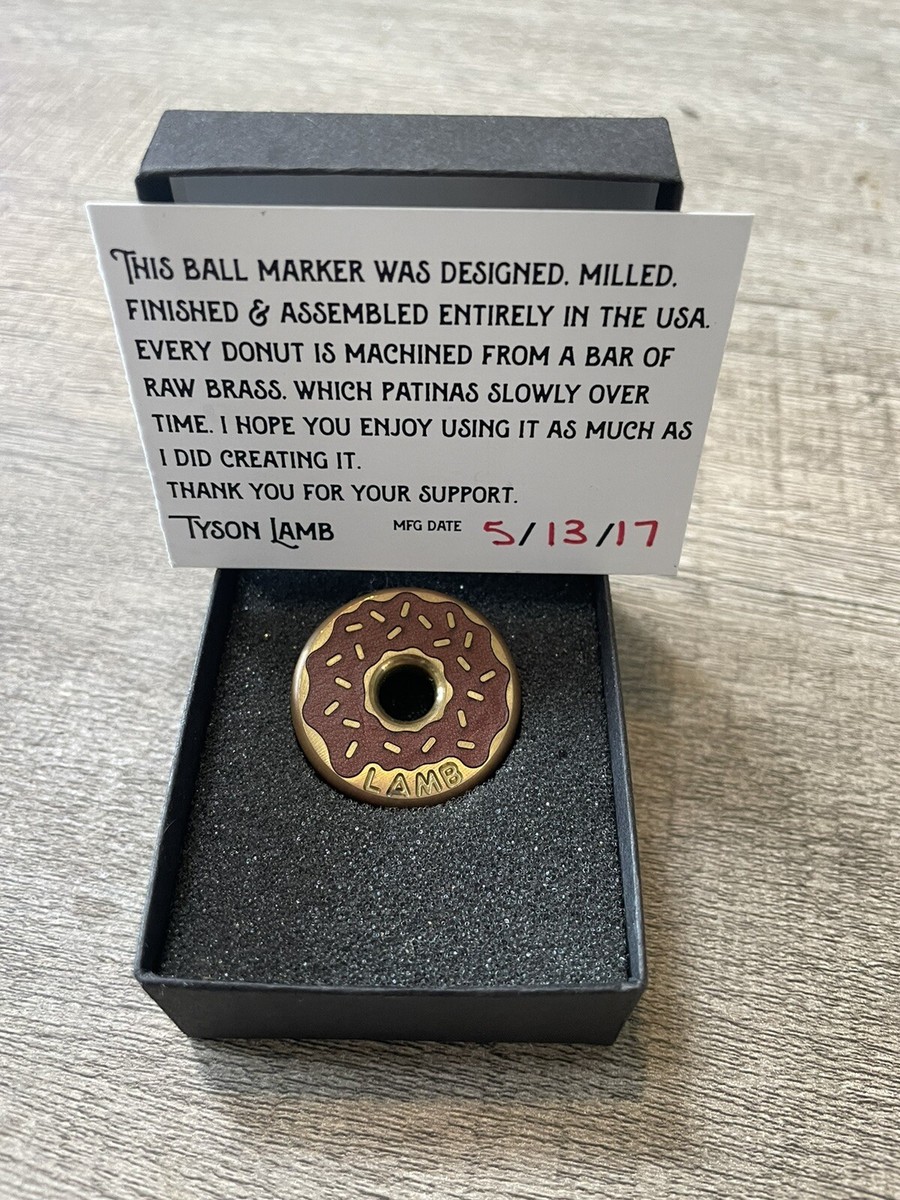 THIS BALL MARKER WAS DESIGNED. MILLED.
FINISHED & ASSEMBLED ENTIRELY IN THE USA.
EVERY DONUT IS MACHINED FROM A BAR OF
RAW BRASS. WHICH PATINAS SLOWLY OVER
TIME. I HOPE YOU ENJOY USING IT AS MUCH AS
I DID CREATING IT.
THANK YOU FOR YOUR SUPPORT.
TYSON LAMB MFG DATE 5/13/17
LAMB